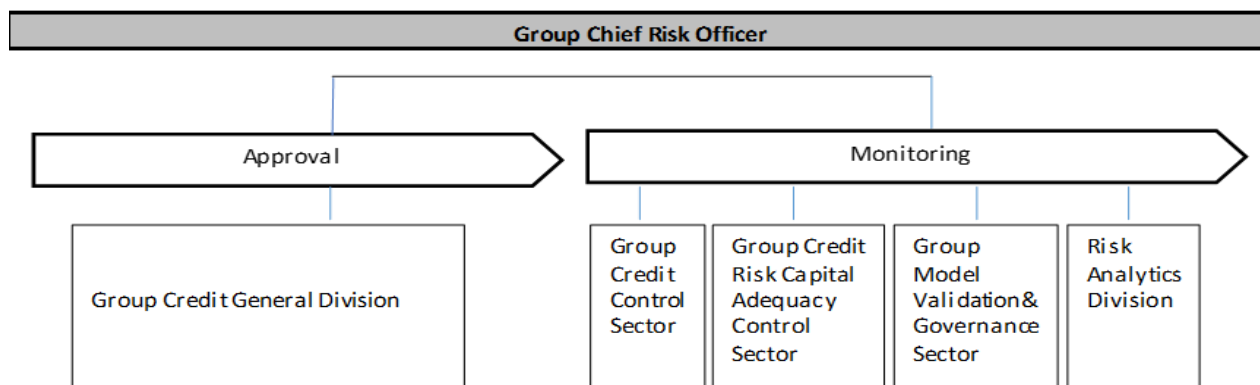 Group Chief Risk Officer
Approval
Monitoring
Group Credit General Division
Group
Credit
Control
Sector
Group Credit
Risk Capital
Adequacy
Control
Sector
Group
Model
Validation &
Governance
Sector
Risk
Analytics
Division